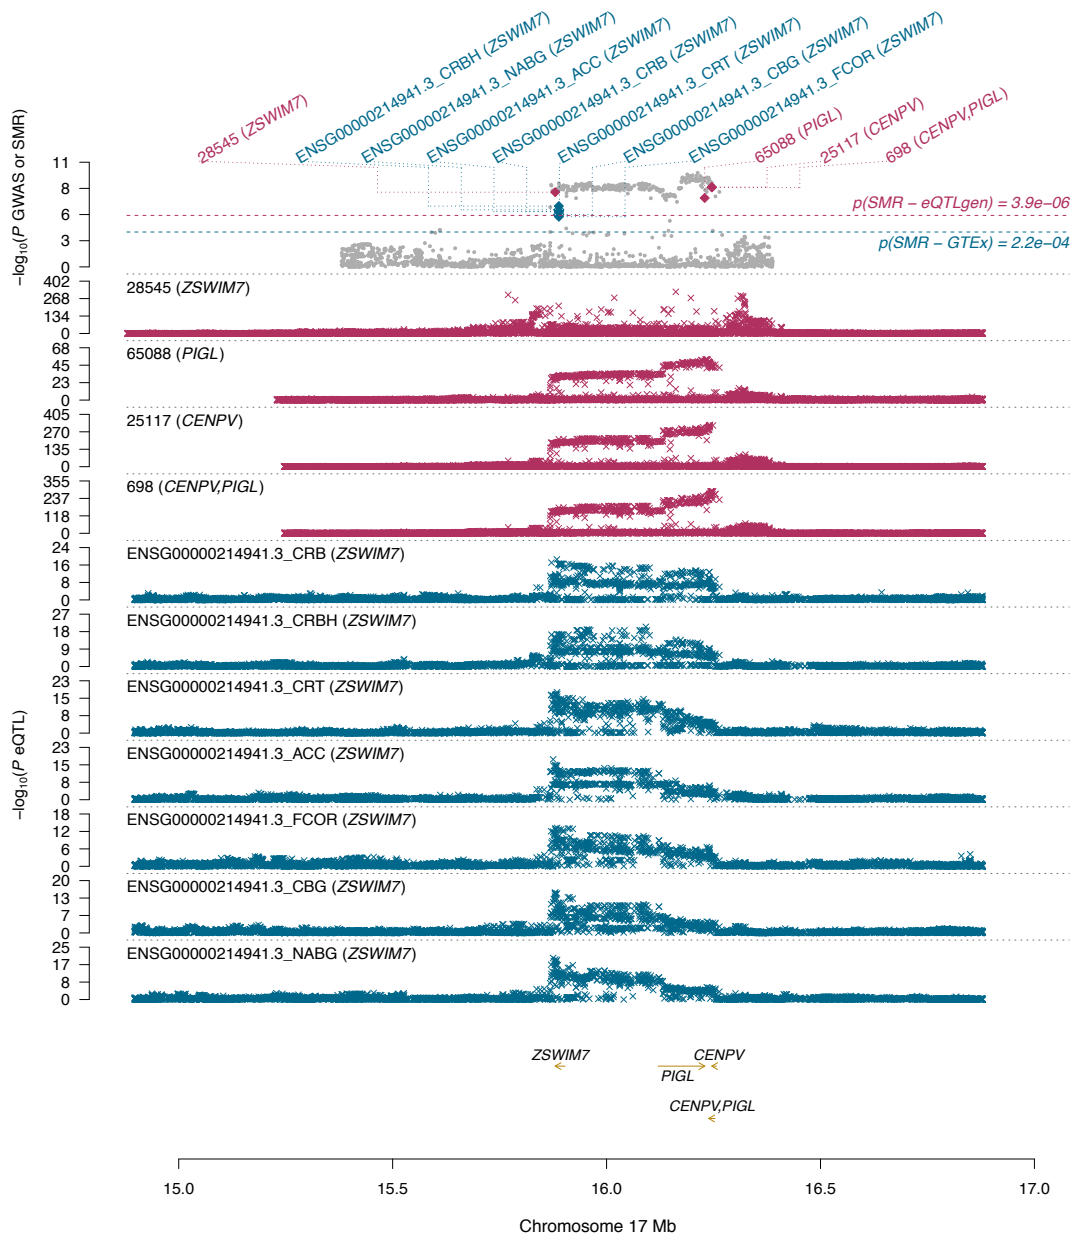 28545 (ZSWIM7)
ENSG00000214941.3_CRBH (ZSWIM7)
ENSG00000214941.3_NABG (ZSWIM7)
ENSG00000214941.3_ACC (ZSWIM7)
ENSG00000214941.3_CRB (ZSWIM7)
ENSG00000214941.3_CRT (ZSWIM7)
ENSG00000214941.3_CBG (ZSWIM7)
ENSG00000214941.3_FCOR (ZSWIM7)
65088 (PIGL)
25117 (CENPV)
698 (CENPV,PIGL)
−log10(P GWAS or SMR)
11
8
6
3
0
p(SMR − eQTLgen) = 3.9e−06
p(SMR − GTEx) = 2.2e−04
−log10(P eQTL)
28545 (ZSWIM7)
402
268
134
0
65088 (PIGL)
68
45
23
0
25117 (CENPV)
405
270
135
0
698 (CENPV,PIGL)
355
237
118
0
ENSG00000214941.3_CRB (ZSWIM7)
24
16
8
0
ENSG00000214941.3_CRBH (ZSWIM7)
27
18
9
0
ENSG00000214941.3_CRT (ZSWIM7)
23
15
8
0
ENSG00000214941.3_ACC (ZSWIM7)
23
15
8
0
ENSG00000214941.3_FCOR (ZSWIM7)
18
12
6
0
ENSG00000214941.3_CBG (ZSWIM7)
20
13
7
0
ENSG00000214941.3_NABG (ZSWIM7)
25
17
8
0
ZSWIM7
CENPV
PIGL
CENPV,PIGL
15.0 15.5 16.0 16.5 17.0
Chromosome 17 Mb